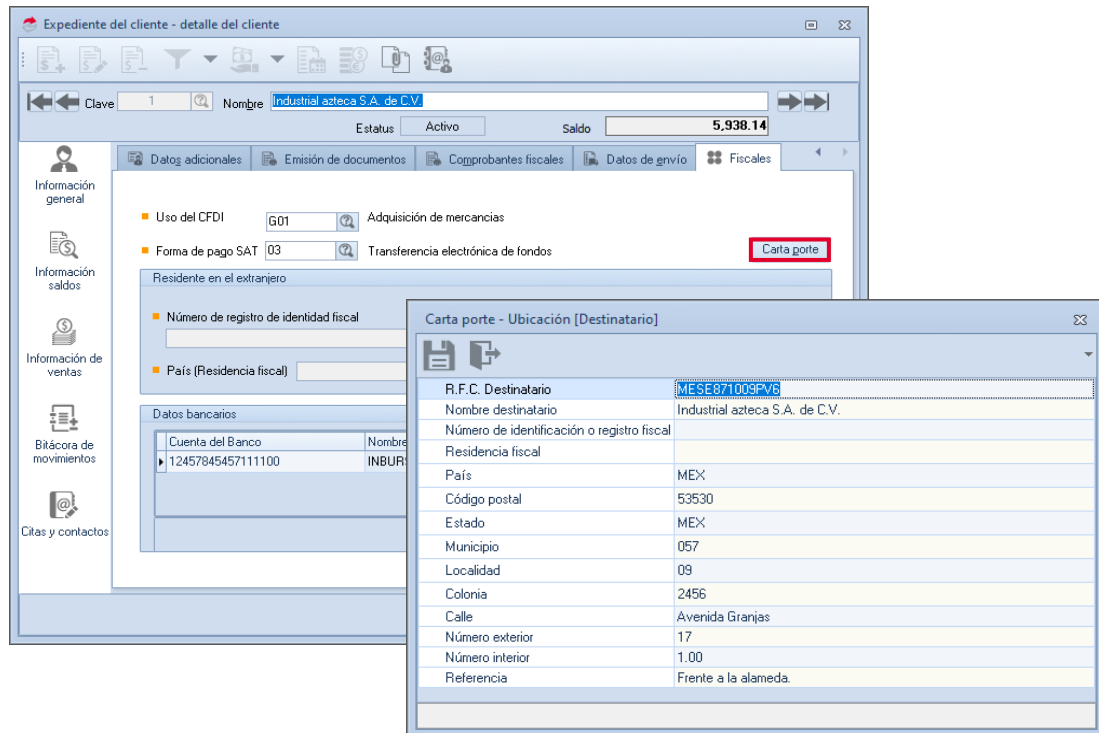 Expediente del cliente - detalle del cliente
Clave 1 Nombre Industrial azteca S.A. de C.V.
Estatus Activo Saldo 5,938.14
Información general
Información saldos
Información de ventas
Bitácora de movimientos
Citas y contactos
Datos adicionales Emisión de documentos Comprobantes fiscales Datos de envío Fiscales
Uso del CFDI G01 Adquisición de mercancias
Forma de pago SAT 03 Transferencia electrónica de fondos Carta porte
Residente en el extranjero
Número de registro de identidad fiscal
País (Residencia fiscal)
Datos bancarios
Cuenta del Banco Nombre
12457845457111100 INBURS
Carta porte - Ubicación [Destinatario]
R.F.C. Destinatario MESE871009PV6
Nombre destinatario Industrial azteca S.A. de C.V.
Número de identificación o registro fiscal
Residencia fiscal
País MEX
Código postal 53530
Estado MEX
Municipio 057
Localidad 09
Colonia 2456
Calle Avenida Granjas
Número exterior 17
Número interior 1.00
Referencia Frente a la alameda.